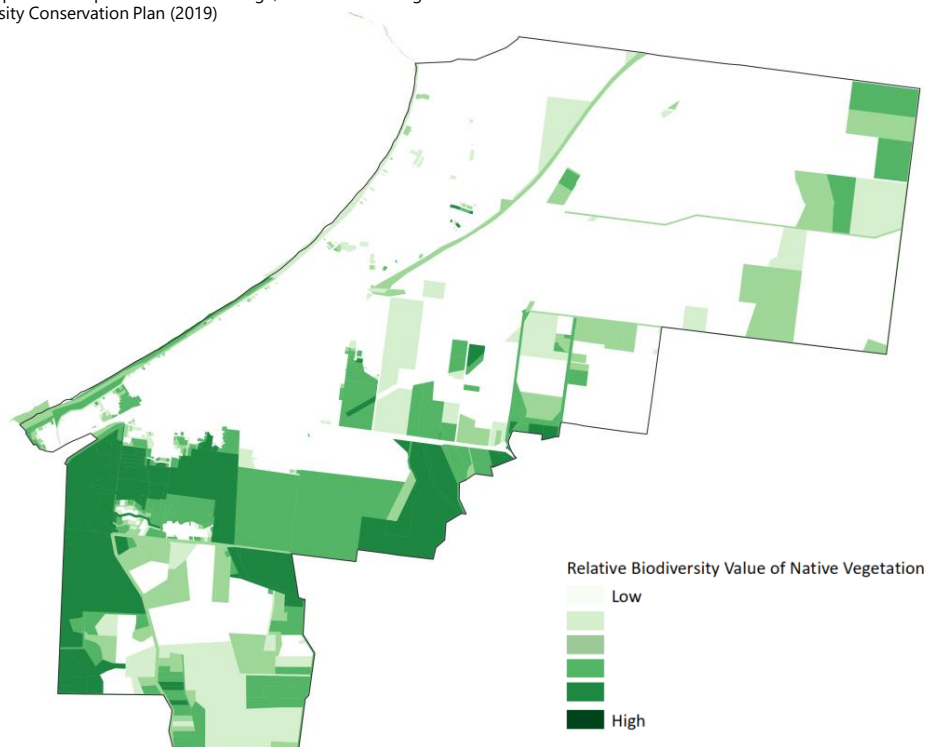 sity Conservation Plan (2019)
Relative Biodiversity Value of Native Vegetation
Low
High